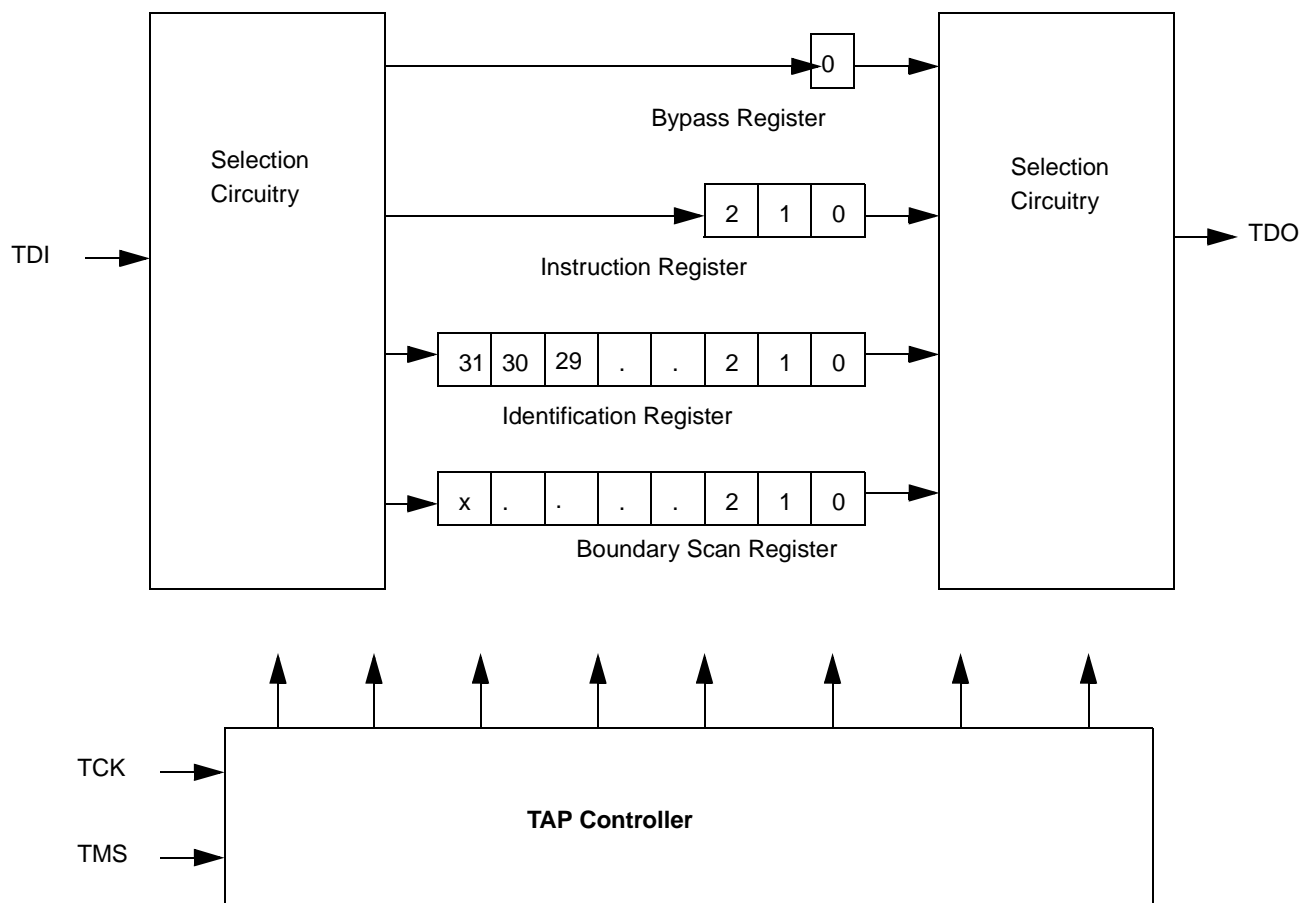 0
Bypass Register
Selection
Circuitry
Selection
Circuitry
2 1 0
TDI
TDO
Instruction Register
31 30 29 . . 2 1 0
Identification Register
x . . . . 2 1 0
Boundary Scan Register
TCK
TAP Controller
TMS